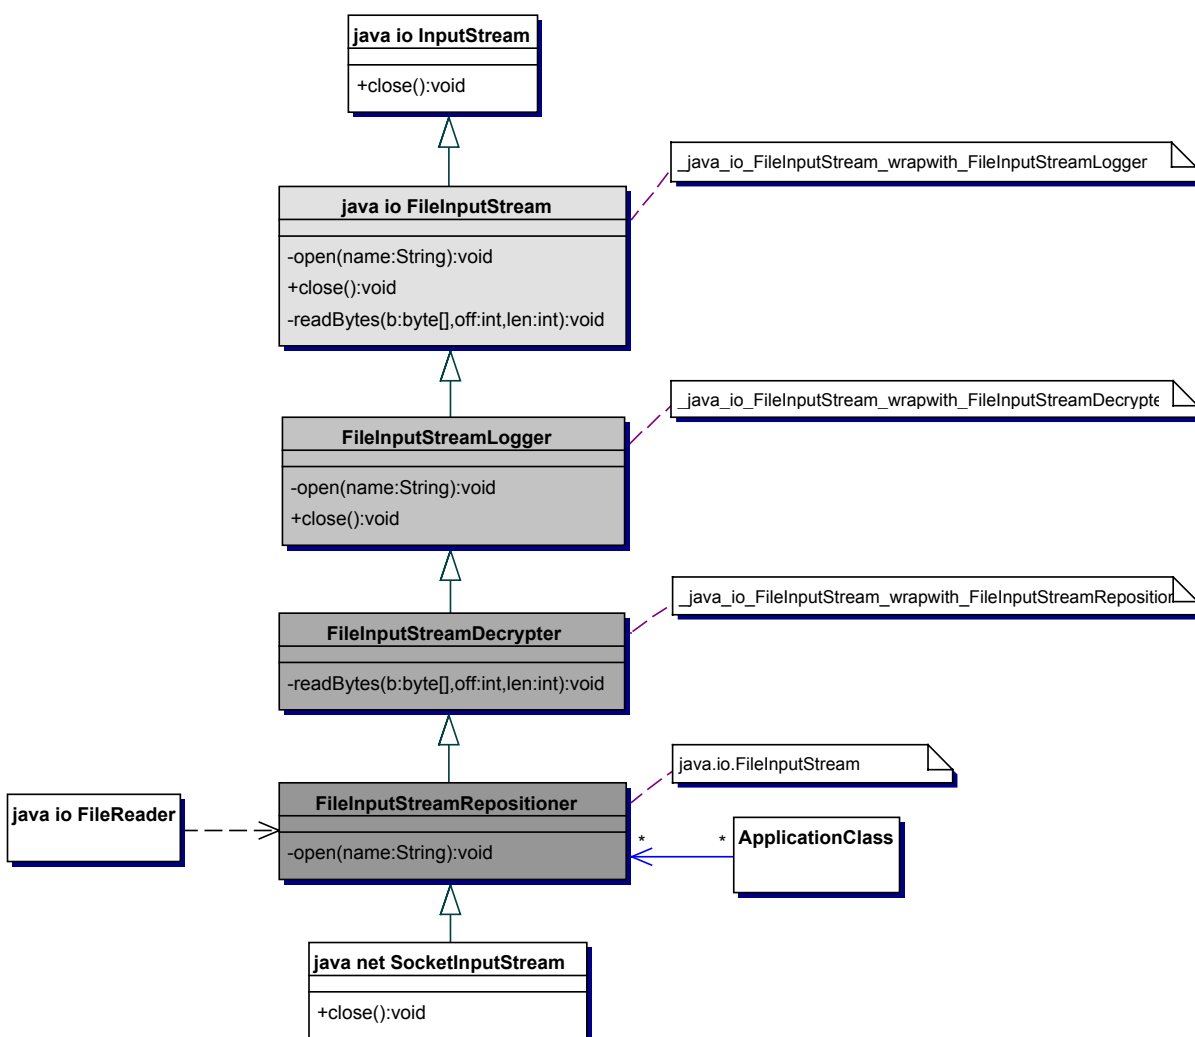 java io InputStream
+close():void
_java_io_FileInputStream_wrapwith_FileInputStreamLogger
java io FileInputStream
-open(name:String):void
+close():void
-readBytes(b:byte[],off:int,len:int):void
_java_io_FileInputStream_wrapwith_FileInputStreamDecrypte
FileInputStreamLogger
-open(name:String):void
+close():void
_java_io_FileInputStream_wrapwith_FileInputStreamReposition
FileInputStreamDecrypter
-readBytes(b:byte[],off:int,len:int):void
java.io.FileInputStream
FileInputStreamRepositioner
java io FileReader
-open(name:String):void
* *
ApplicationClass
java net SocketInputStream
+close():void